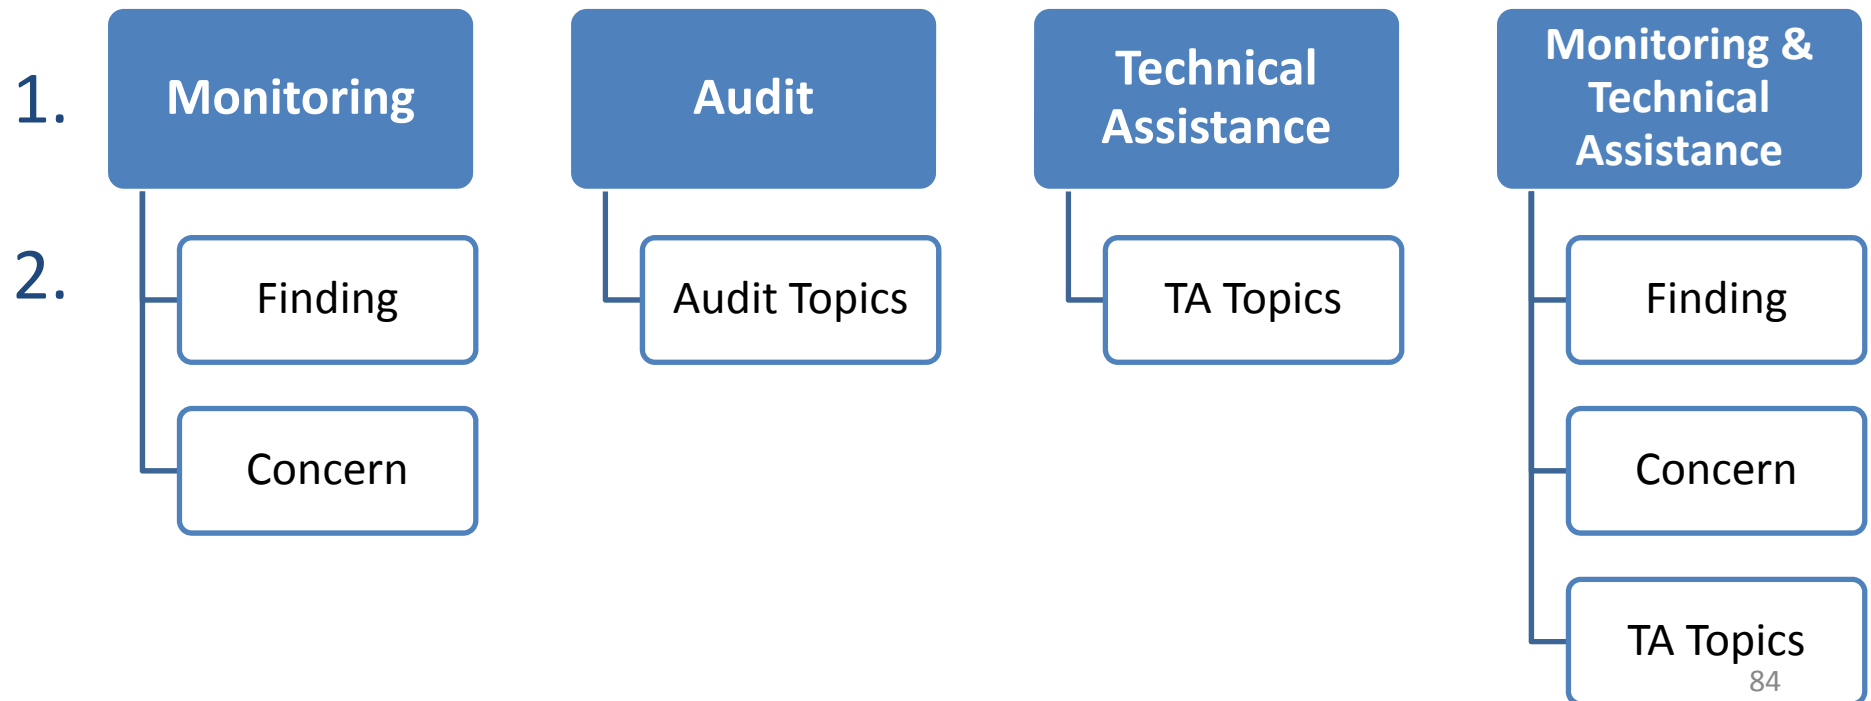 1.
Monitoring
Audit
Technical
Assistance
Monitoring &
Technical
Assistance
2.
Finding
Audit Topics
TA Topics
Finding
Concern
Concern
TA Topics
84